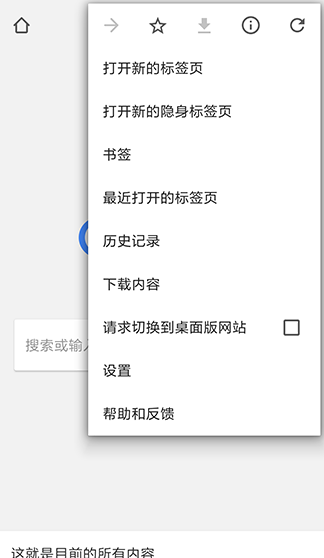 打开新的标签页
打开新的隐身标签页
书签
最近打开的标签页
历史记录
下载内容
请求切换到桌面版网站
搜索或输入
设置
帮助和反馈
这就是目前的所有内容